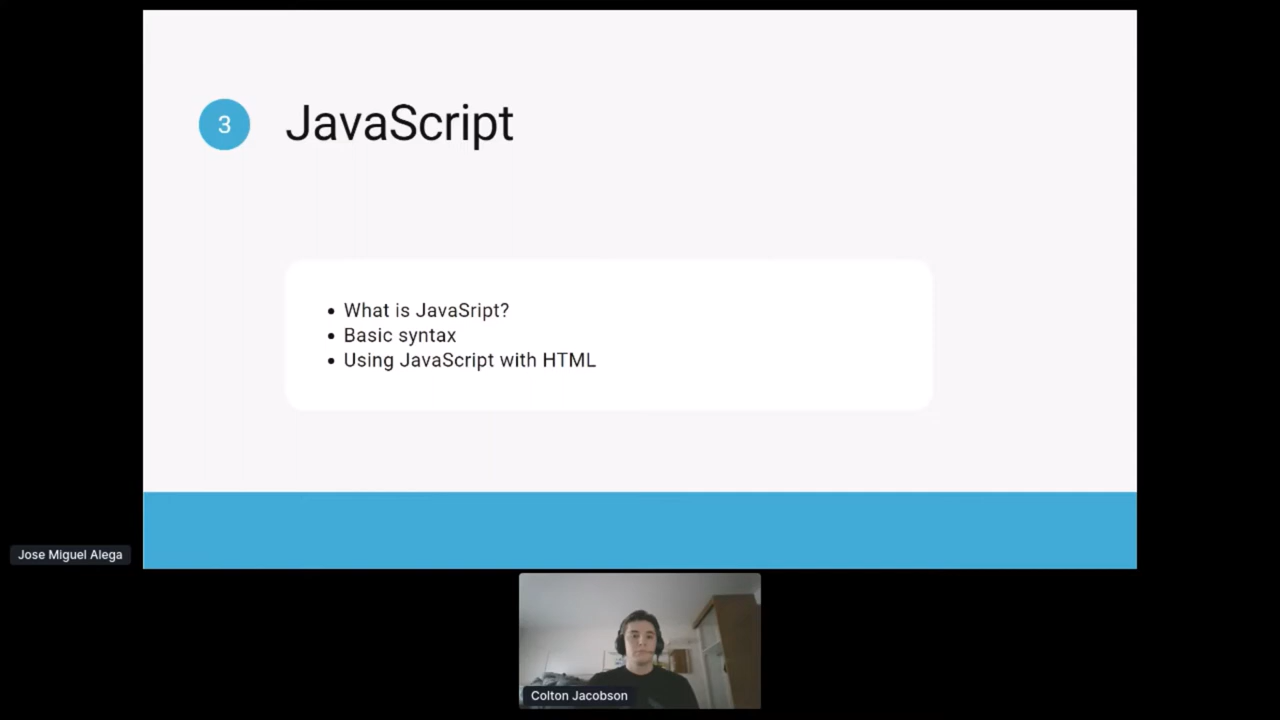 3
JavaScript
• What is JavaSript?
• Basic syntax
• Using JavaScript with HTML
Jose Miguel Alega
Colton Jacobson